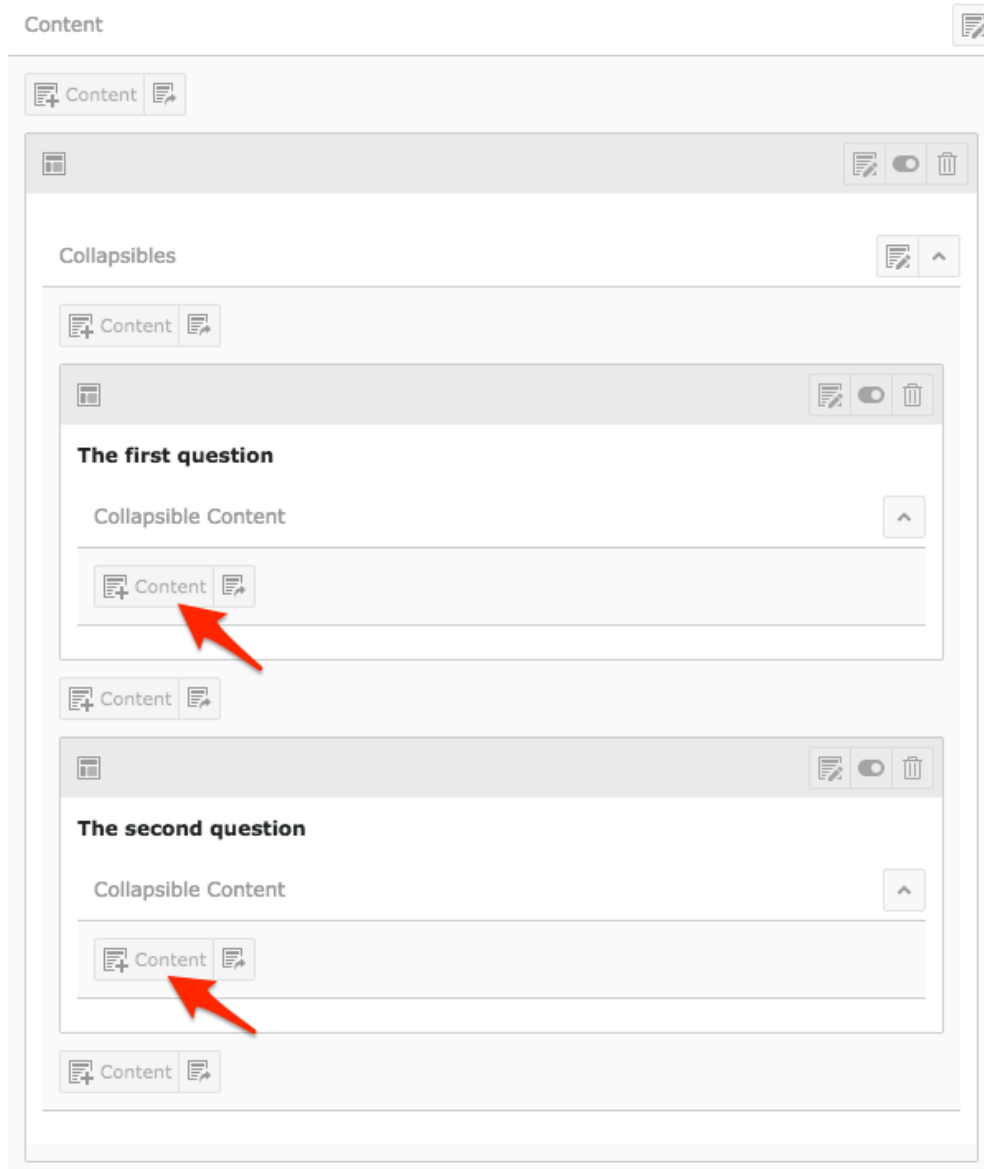 Content
Content
Collapsibles
Content
The first question
Collapsible Content
Content
Content
The second question
Collapsible Content
Content
Content